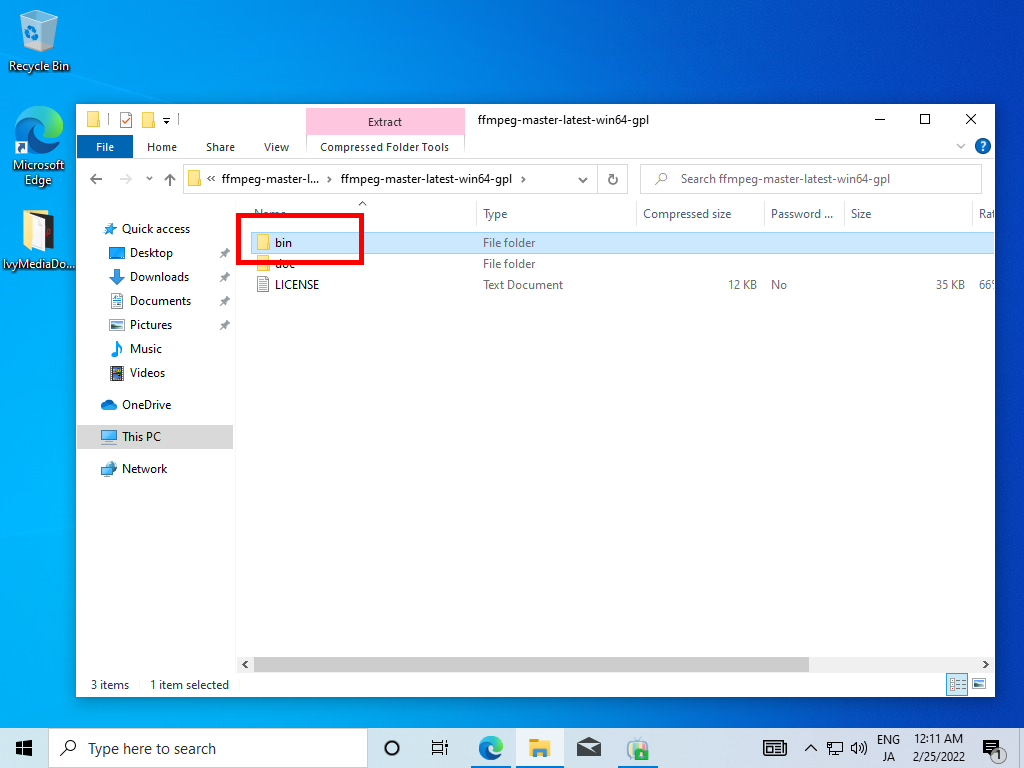 Recycle Bin
Microsoft
Edge
IvyMediaDo...
Extract
ffmpeg-master-latest-win64-gpl
File
Home
Share
View
Compressed Folder Tools
« ffmpeg-master-l... › ffmpeg-master-latest-win64-gpl ›
Search ffmpeg-master-latest-win64-gpl
Name
Type
Compressed size
Password ...
Size
Rat
Quick access
Desktop
Downloads
Documents
Pictures
Music
Videos
OneDrive
This PC
Network
bin
File folder
doc
File folder
LICENSE
Text Document
12 KB
No
35 KB
66%
3 items
1 item selected
Type here to search
ENG
JA
12:11 AM
2/25/2022
1